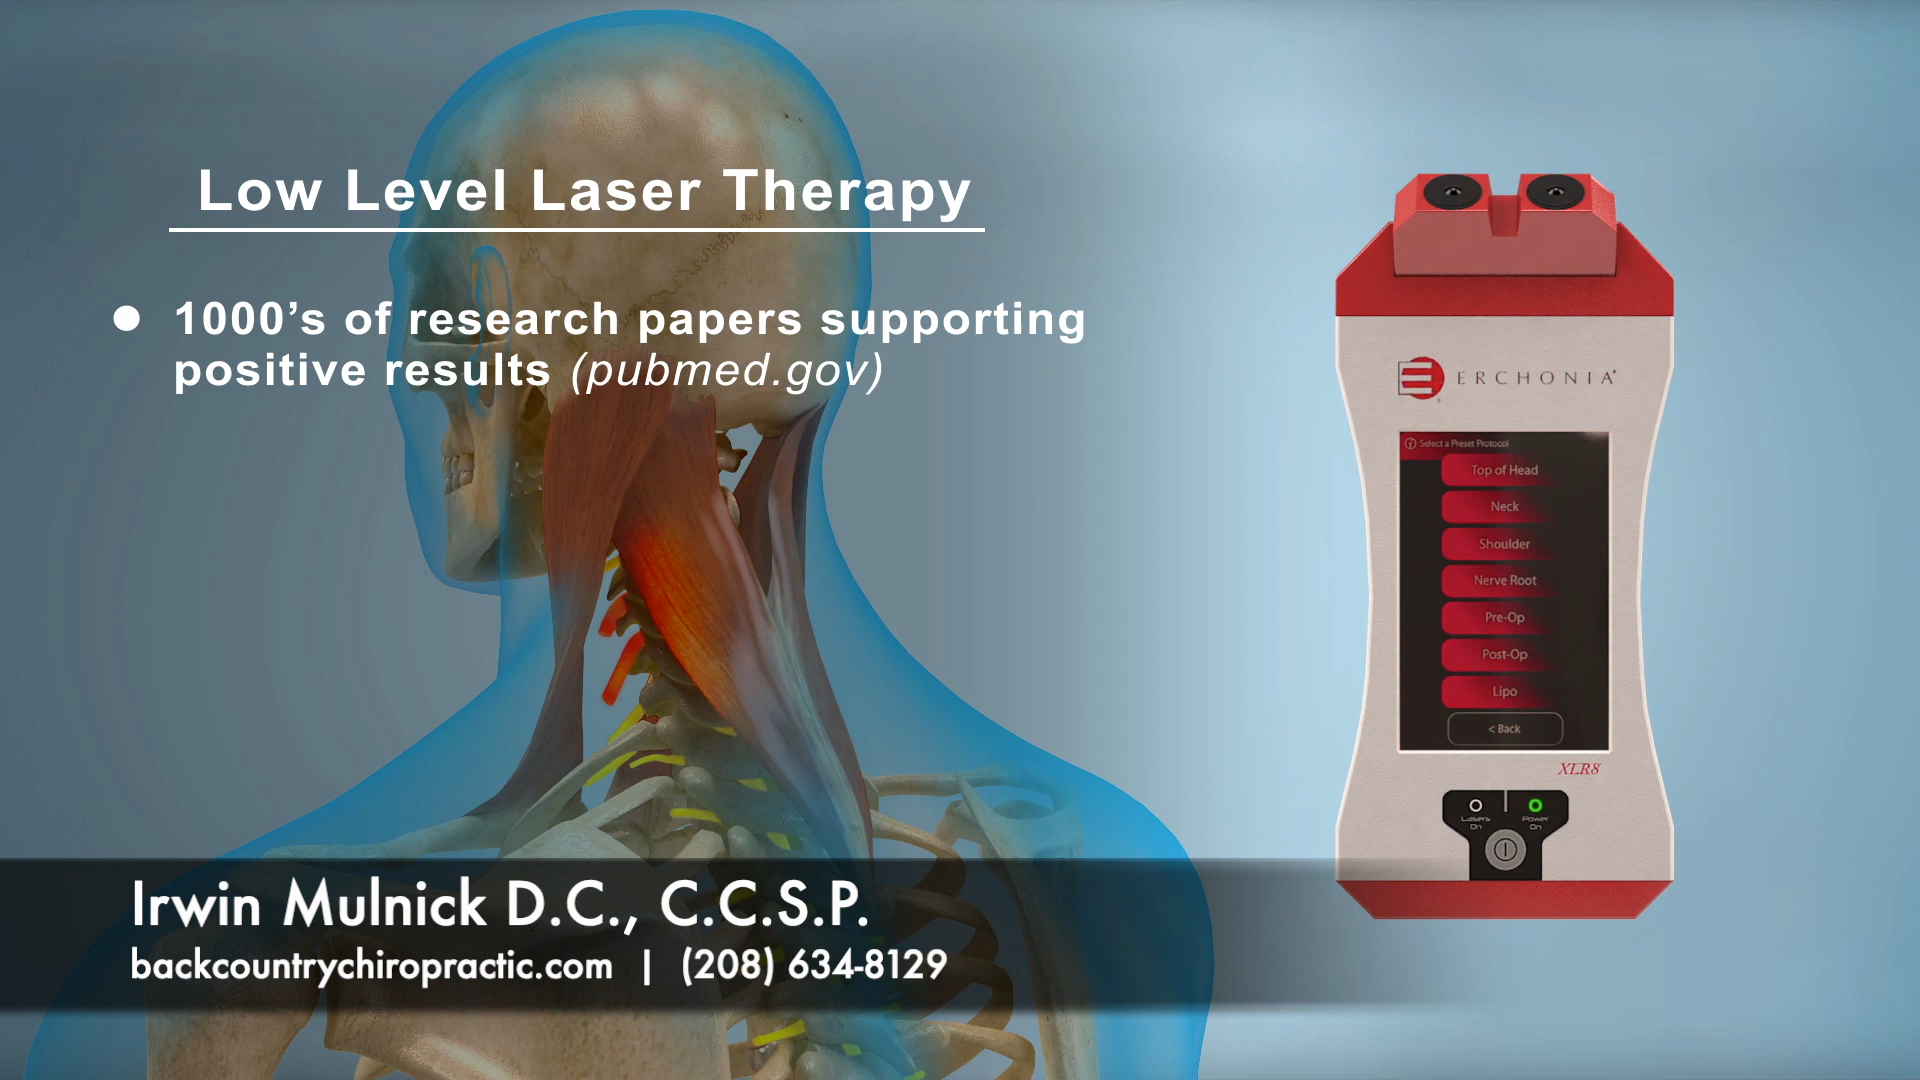 Low Level Laser Therapy
● 1000’s of research papers supporting
positive results (pubmed.gov)
ERCHONIA
Select a Preset Protocol
Top of Head
Neck
Shoulder
Nerve Root
Pre-Op
Post-Op
Lipo
< Back
XLR8
Lasers On
Power On
Irwin Mulnick D.C., C.C.S.P.
backcountrychiropractic.com | (208) 634-8129